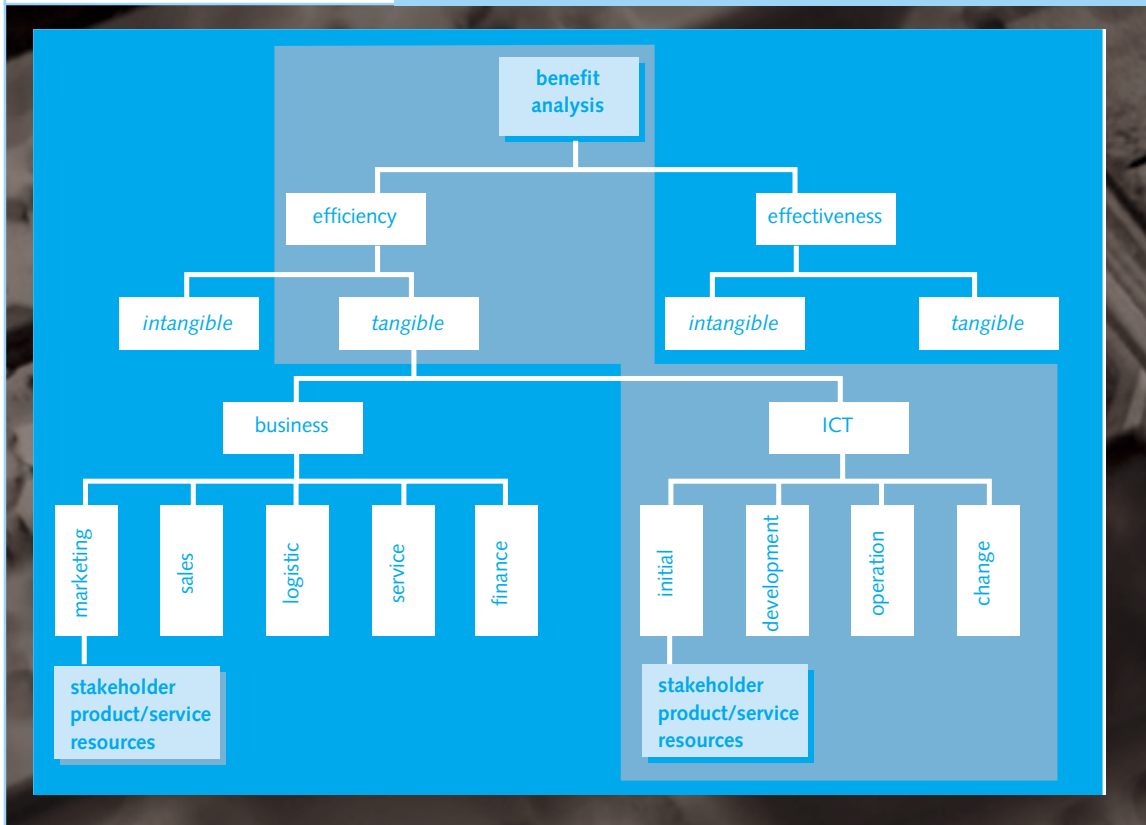 benefit
analysis
efficiency
effectiveness
intangible
tangible
intangible
tangible
business
ICT
marketing
sales
logistic
service
finance
initial
development
operation
change
stakeholder
product/service
resources
stakeholder
product/service
resources